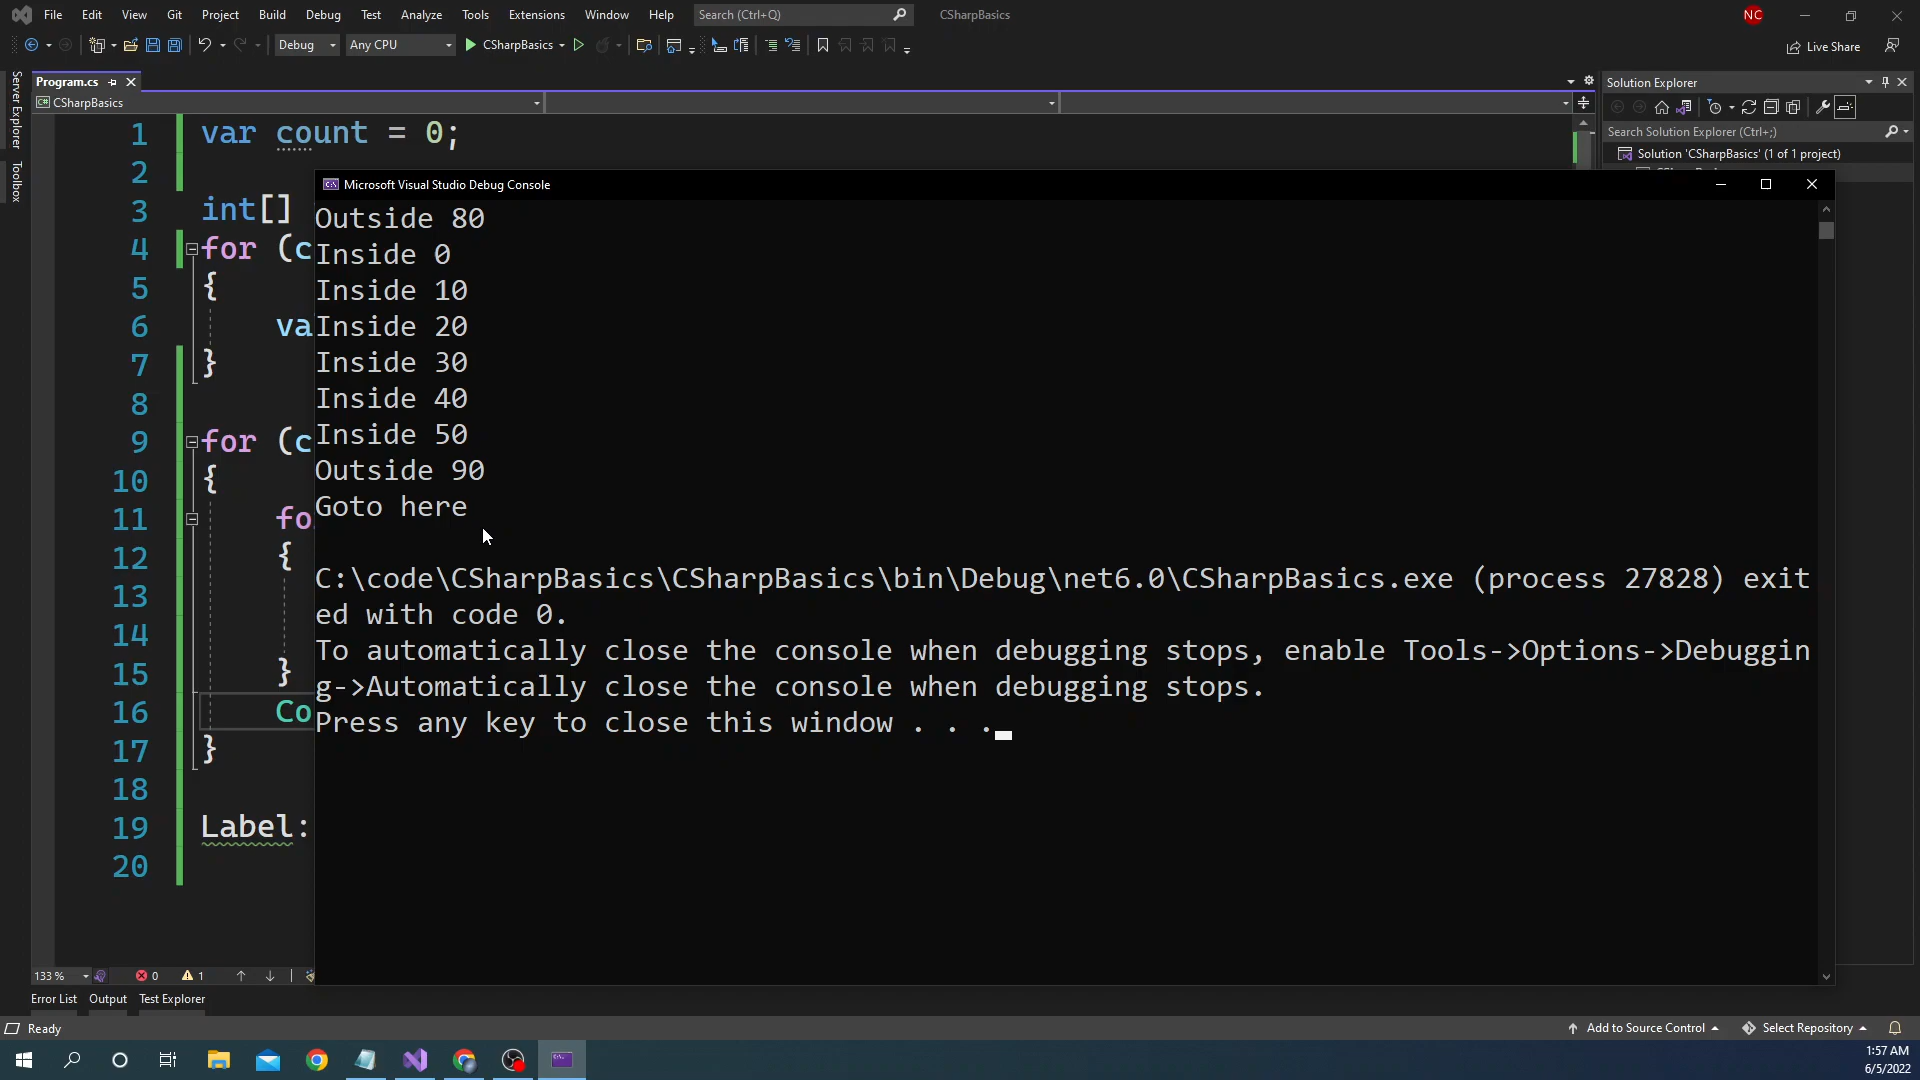 File Edit View Git Project Build Debug Test Analyze Tools Extensions Window Help Search (Ctrl+Q) CSharpBasics NC
Debug Any CPU CSharpBasics Live Share
Server Explorer
Toolbox
Program.cs
CSharpBasics
1 var count = 0;
2
3 int[]
4 for (c
5 {
6 va
7 }
8
9 for (c
10 {
11 fo
12 {
13
14
15 }
16 Co
17 }
18
19 Label:
20
Microsoft Visual Studio Debug Console
Outside 80
Inside 0
Inside 10
Inside 20
Inside 30
Inside 40
Inside 50
Outside 90
Goto here
C:\code\CSharpBasics\CSharpBasics\bin\Debug\net6.0\CSharpBasics.exe (process 27828) exit
ed with code 0.
To automatically close the console when debugging stops, enable Tools->Options->Debuggin
g->Automatically close the console when debugging stops.
Press any key to close this window . . .
Solution Explorer
Search Solution Explorer (Ctrl+;)
Solution 'CSharpBasics' (1 of 1 project)
133 % 0 1
Error List Output Test Explorer
Ready Add to Source Control Select Repository
1:57 AM
6/5/2022